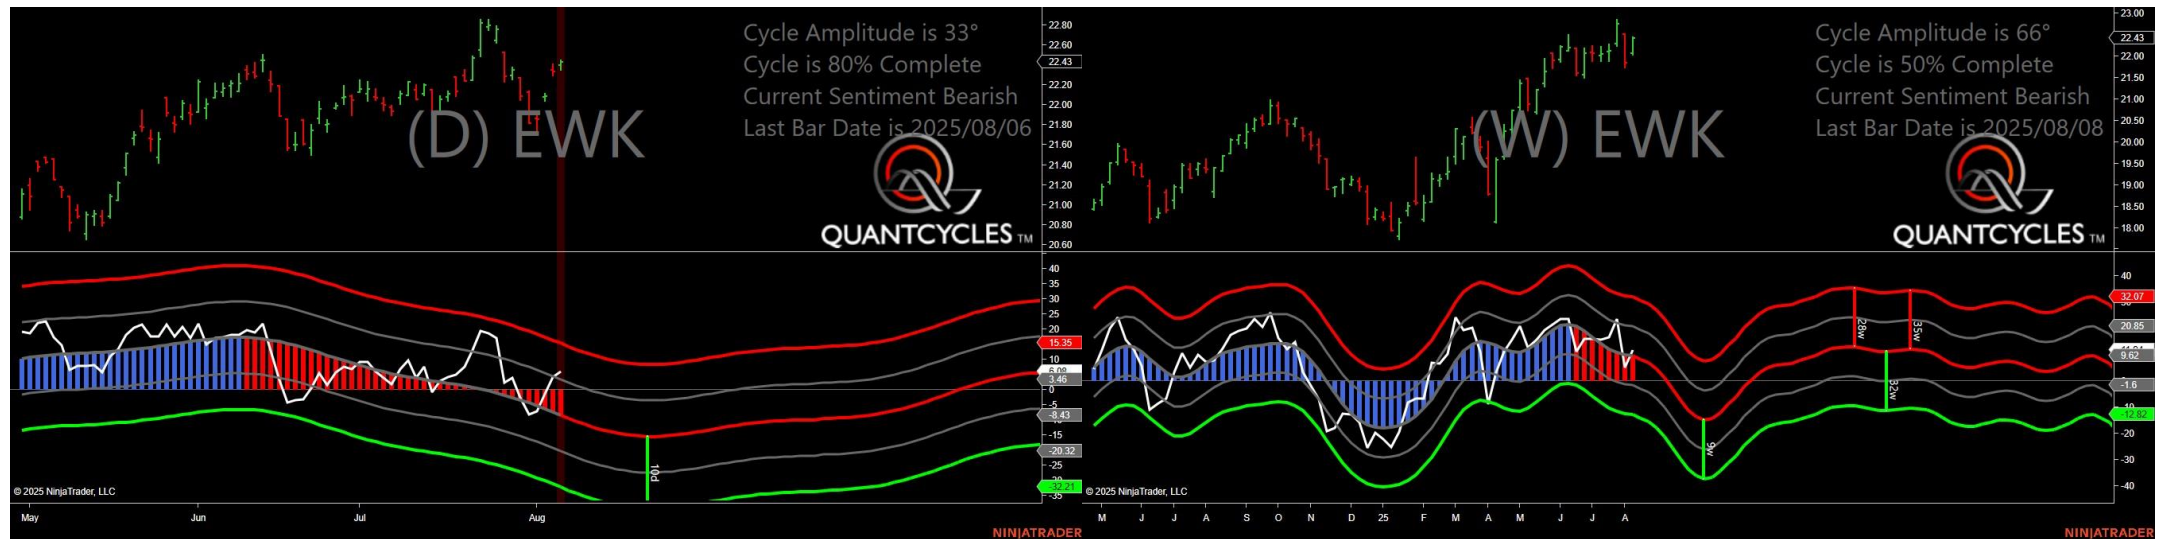 Cycle Amplitude is 33°
Cycle is 80% Complete
Current Sentiment Bearish
Last Bar Date is 2025/08/06
(D) EWK
QUANTCYCLES TM
22.80
22.60
22.43
22.20
22.00
21.80
21.60
21.40
21.20
21.00
20.80
20.60
40
35
30
25
20
15.35
10
6.08
3.46
0
-5
-8.43
-15
-20.32
-25
-32.21
-35
10d
© 2025 NinjaTrader, LLC
May Jun Jul Aug
NINJATRADER
Cycle Amplitude is 66°
Cycle is 50% Complete
Current Sentiment Bearish
Last Bar Date is 2025/08/08
(W) EWK
QUANTCYCLES TM
23.00
22.43
22.00
21.50
21.00
20.50
20.00
19.50
19.00
18.50
18.00
40
32.07
20.85
9.62
-1.6
-12.82
-20
-30
-40
28w
35w
32w
9w
© 2025 NinjaTrader, LLC
M J J A S O N D 25 F M A M J J A
NINJATRADER